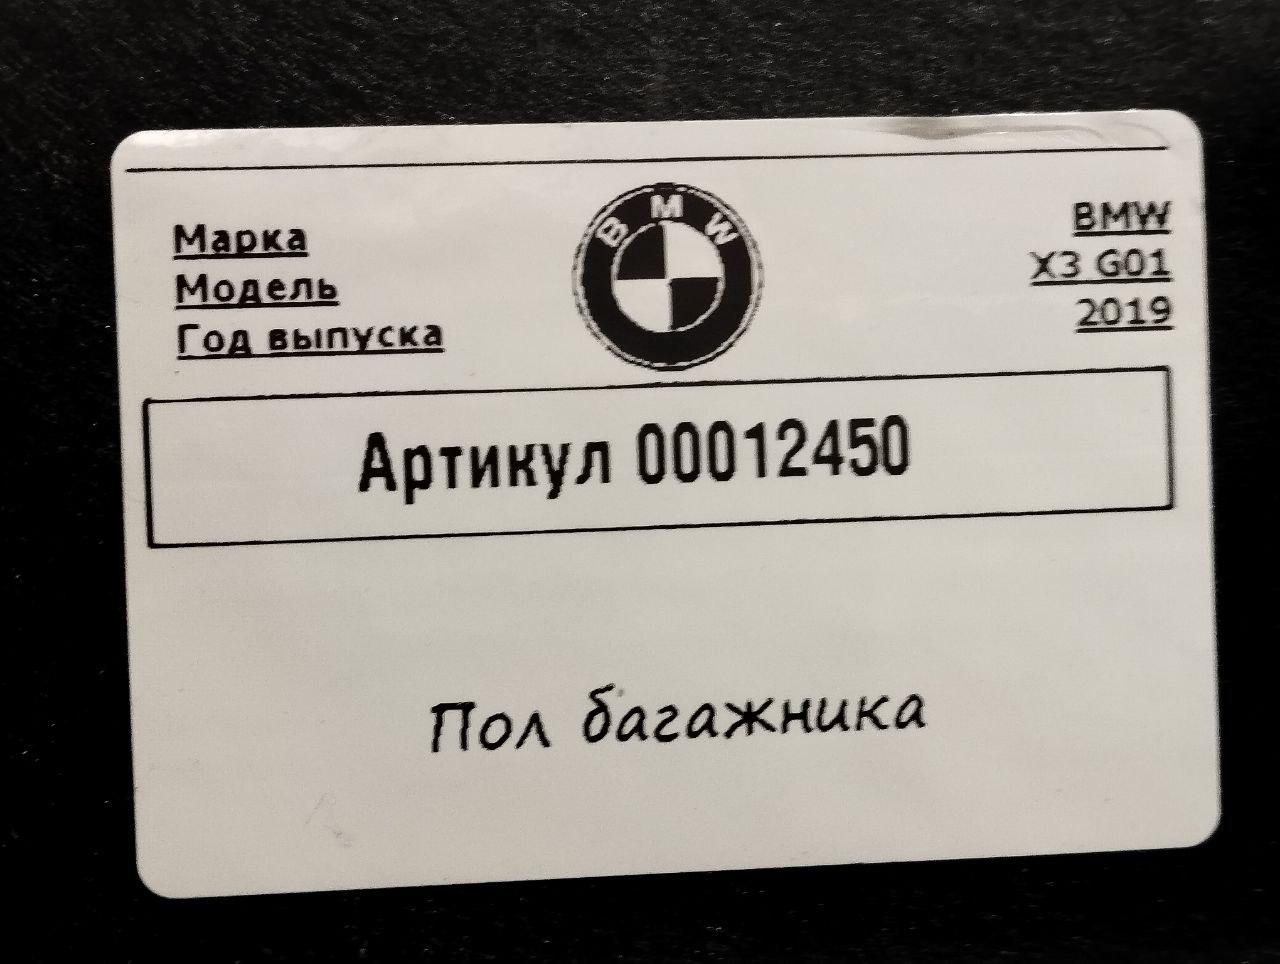 Марка
Модель
Год выпуска
BMW
BMW
X3 G01
2019
Артикул 00012450
Пол багажника